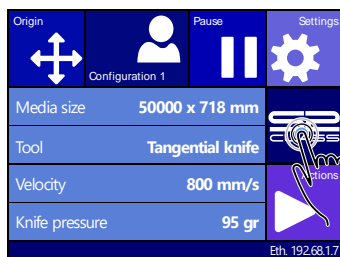 Origin
Configuration 1
Pause
Settings
Media size 50000 x 718 mm
Tool Tangential knife
Velocity 800 mm/s
Knife pressure 95 gr
Actions
Eth. 192.68.1.7